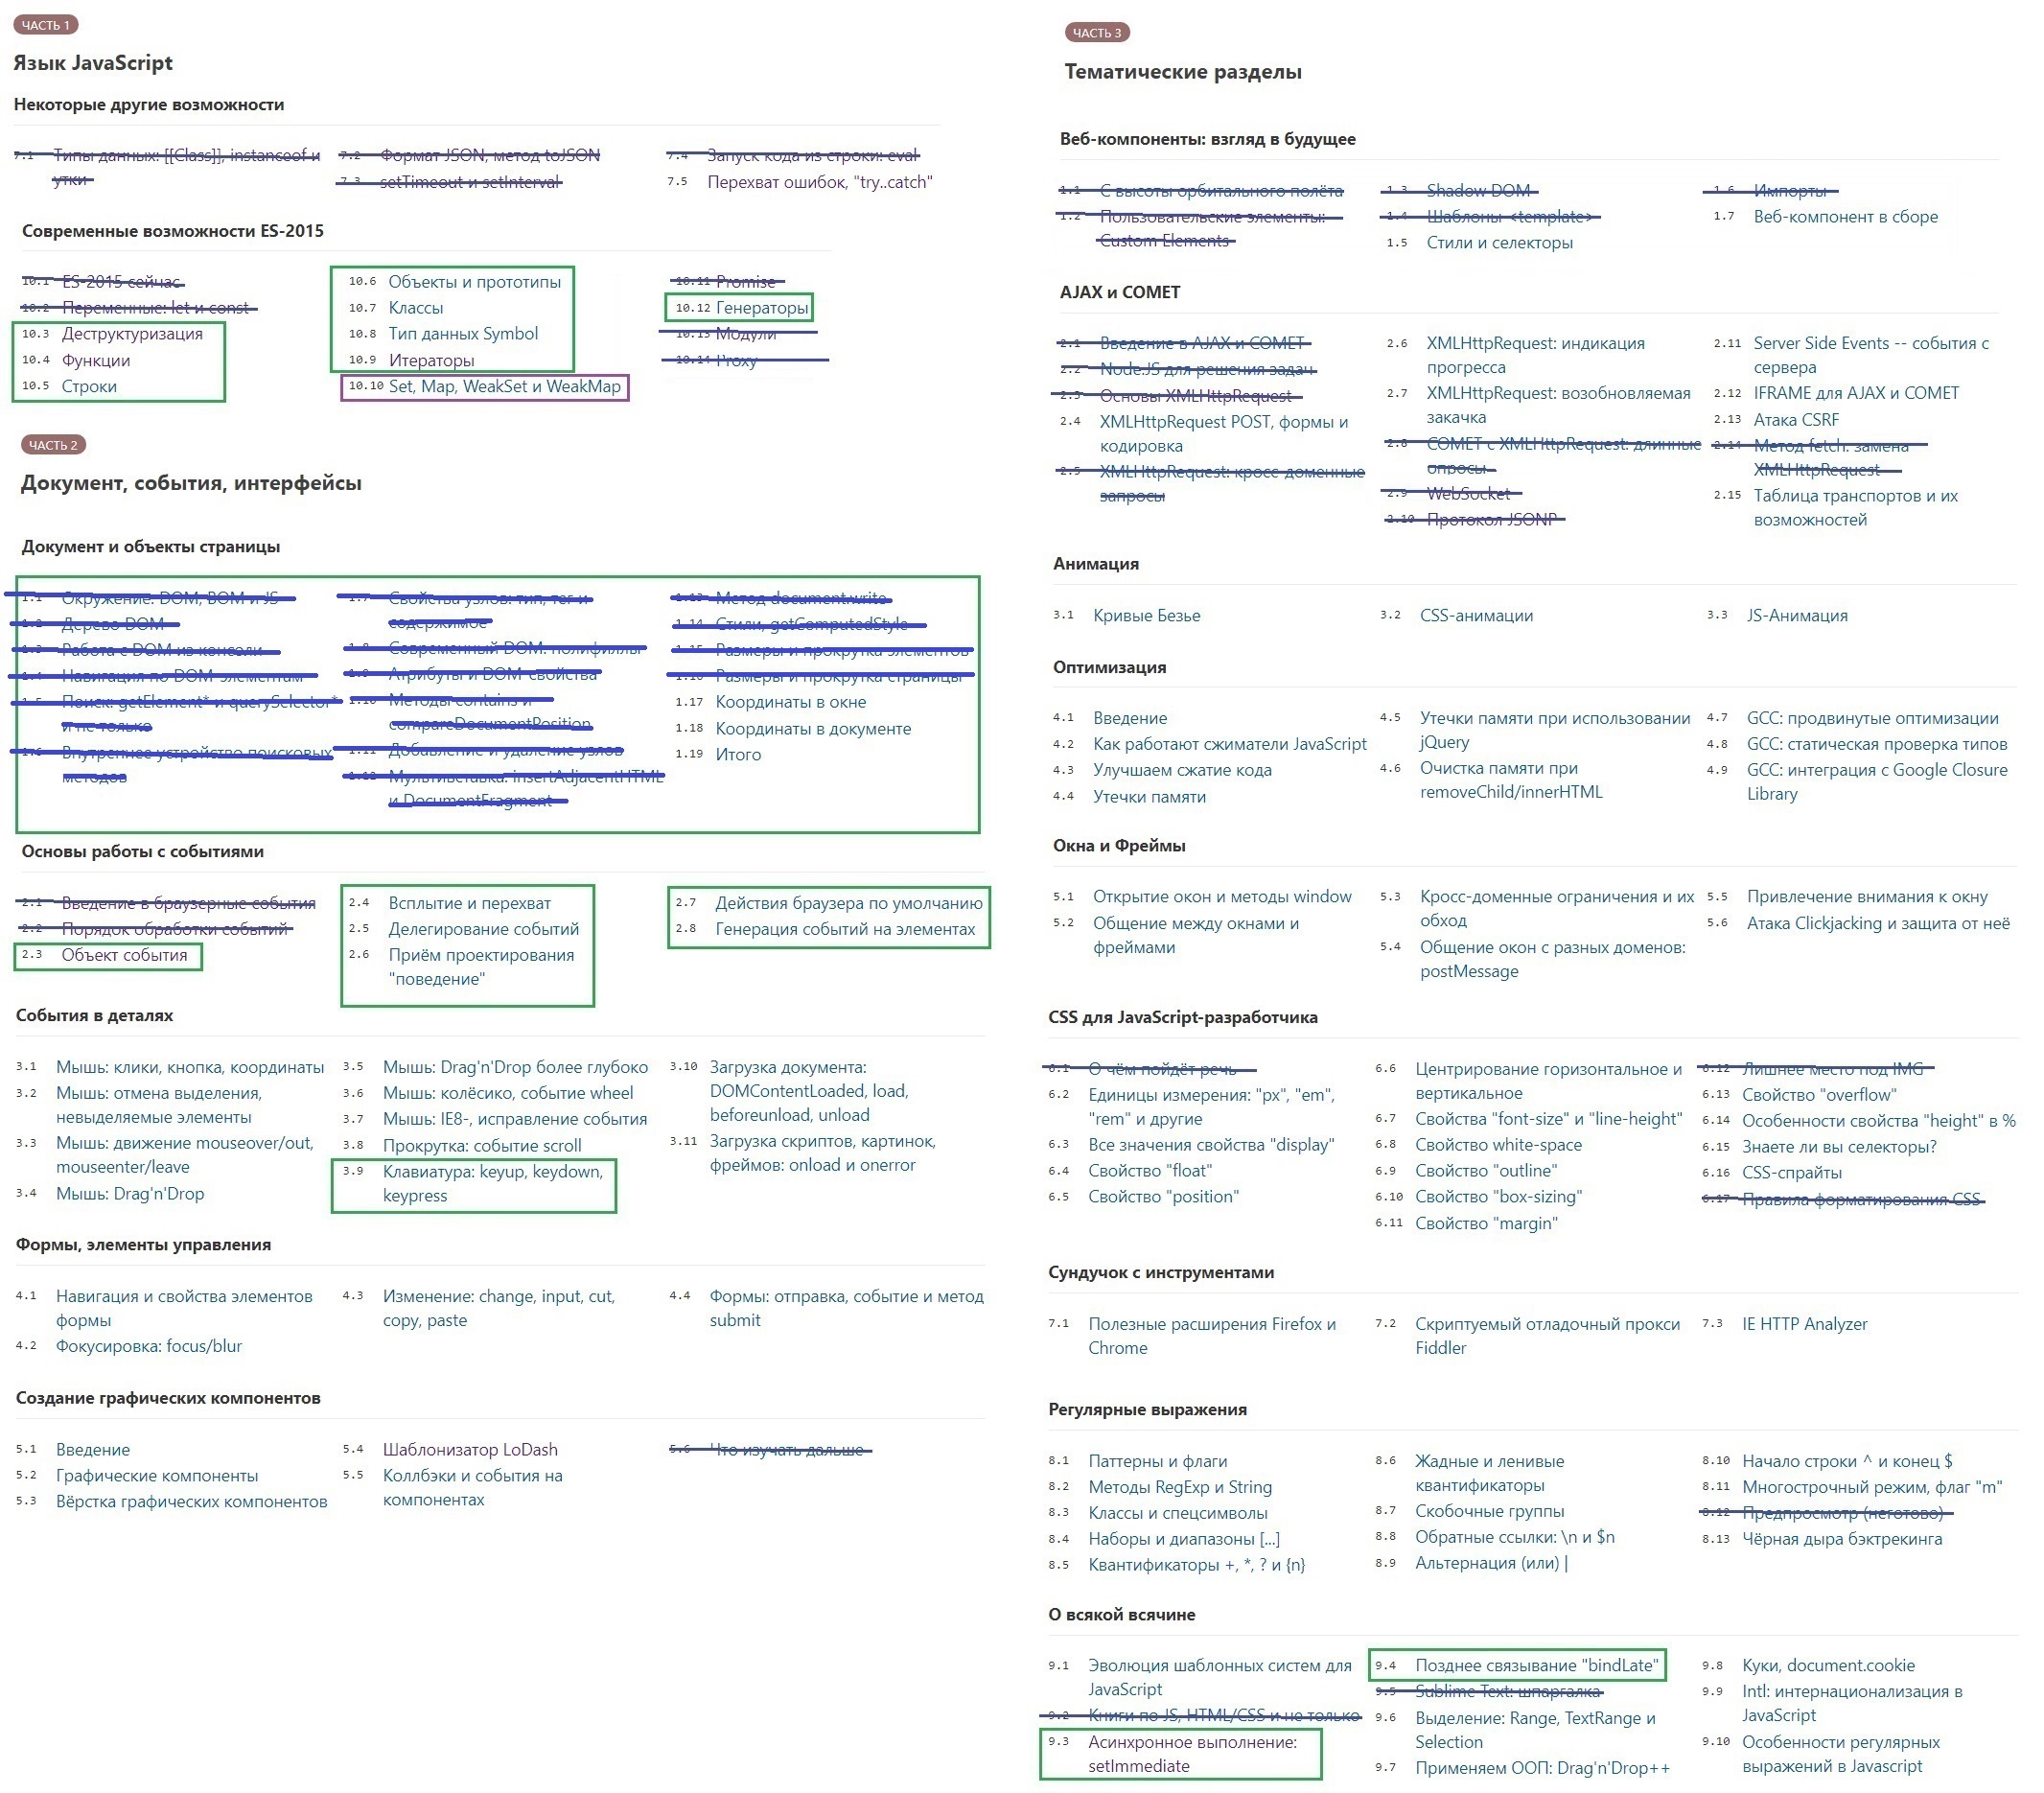 ЧАСТЬ 1
Язык JavaScript
Некоторые другие возможности
7.1 Типы данных: [[Class]], instanceof и
утки
7.2 Формат JSON, метод toJSON
7.3 setTimeout и setInterval
7.4 Запуск кода из строки: eval
7.5 Перехват ошибок, "try..catch"
Современные возможности ES-2015
10.1 ES-2015 сейчас
10.2 Переменные: let и const
10.3 Деструктуризация
10.4 Функции
10.5 Строки
10.6 Объекты и прототипы
10.7 Классы
10.8 Тип данных Symbol
10.9 Итераторы
10.10 Set, Map, WeakSet и WeakMap
10.11 Promise
10.12 Генераторы
10.13 Модули
10.14 Proxy
ЧАСТЬ 2
Документ, события, интерфейсы
Документ и объекты страницы
1.1 Окружение: DOM, BOM и JS
1.2 Дерево DOM
1.3 Работа с DOM из консоли
1.4 Навигация по DOM-элементам
1.5 Поиск: getElement* и querySelector*
и не только
1.6 Внутреннее устройство поисковых
методов
1.7 Свойства узлов: тип, тег и
содержимое
1.8 Современный DOM: полифиллы
1.9 Атрибуты и DOM-свойства
1.10 Методы contains и
compareDocumentPosition
1.11 Добавление и удаление узлов
1.12 Мультивставка: insertAdjacentHTML
и DocumentFragment
1.13 Метод document.write
1.14 Стили, getComputedStyle
1.15 Размеры и прокрутка элементов
1.16 Размеры и прокрутка страницы
1.17 Координаты в окне
1.18 Координаты в документе
1.19 Итого
Основы работы с событиями
2.1 Введение в браузерные события
2.2 Порядок обработки событий
2.3 Объект события
2.4 Всплытие и перехват
2.5 Делегирование событий
2.6 Приём проектирования
"поведение"
2.7 Действия браузера по умолчанию
2.8 Генерация событий на элементах
События в деталях
3.1 Мышь: клики, кнопка, координаты
3.2 Мышь: отмена выделения,
невыделяемые элементы
3.3 Мышь: движение mouseover/out,
mouseenter/leave
3.4 Мышь: Drag'n'Drop
3.5 Мышь: Drag'n'Drop более глубоко
3.6 Мышь: колёсико, событие wheel
3.7 Мышь: IE8-, исправление события
3.8 Прокрутка: событие scroll
3.9 Клавиатура: keyup, keydown,
keypress
3.10 Загрузка документа:
DOMContentLoaded, load,
beforeunload, unload
3.11 Загрузка скриптов, картинок,
фреймов: onload и onerror
Формы, элементы управления
4.1 Навигация и свойства элементов
формы
4.2 Фокусировка: focus/blur
4.3 Изменение: change, input, cut,
copy, paste
4.4 Формы: отправка, событие и метод
submit
Создание графических компонентов
5.1 Введение
5.2 Графические компоненты
5.3 Вёрстка графических компонентов
5.4 Шаблонизатор LoDash
5.5 Коллбэки и события на
компонентах
5.6 Что изучать дальше
ЧАСТЬ 3
Тематические разделы
Веб-компоненты: взгляд в будущее
1.1 С высоты орбитального полёта
1.2 Пользовательские элементы:
Custom Elements
1.3 Shadow DOM
1.4 Шаблоны <template>
1.5 Стили и селекторы
1.6 Импорты
1.7 Веб-компонент в сборе
AJAX и COMET
2.1 Введение в AJAX и COMET
2.2 Node.JS для решения задач
2.3 Основы XMLHttpRequest
2.4 XMLHttpRequest POST, формы и
кодировка
2.5 XMLHttpRequest: кросс-доменные
запросы
2.6 XMLHttpRequest: индикация
прогресса
2.7 XMLHttpRequest: возобновляемая
закачка
2.8 COMET с XMLHttpRequest: длинные
опросы
2.9 WebSocket
2.10 Протокол JSONP
2.11 Server Side Events -- события с
сервера
2.12 IFRAME для AJAX и COMET
2.13 Атака CSRF
2.14 Метод fetch: замена
XMLHttpRequest
2.15 Таблица транспортов и их
возможностей
Анимация
3.1 Кривые Безье
3.2 CSS-анимации
3.3 JS-Анимация
Оптимизация
4.1 Введение
4.2 Как работают сжиматели JavaScript
4.3 Улучшаем сжатие кода
4.4 Утечки памяти
4.5 Утечки памяти при использовании
jQuery
4.6 Очистка памяти при
removeChild/innerHTML
4.7 GCC: продвинутые оптимизации
4.8 GCC: статическая проверка типов
4.9 GCC: интеграция с Google Closure
Library
Окна и Фреймы
5.1 Открытие окон и методы window
5.2 Общение между окнами и
фреймами
5.3 Кросс-доменные ограничения и их
обход
5.4 Общение окон с разных доменов:
postMessage
5.5 Привлечение внимания к окну
5.6 Атака Clickjacking и защита от неё
CSS для JavaScript-разработчика
6.1 О чём пойдёт речь
6.2 Единицы измерения: "px", "em",
"rem" и другие
6.3 Все значения свойства "display"
6.4 Свойство "float"
6.5 Свойство "position"
6.6 Центрирование горизонтальное и
вертикальное
6.7 Свойства "font-size" и "line-height"
6.8 Свойство white-space
6.9 Свойство "outline"
6.10 Свойство "box-sizing"
6.11 Свойство "margin"
6.12 Лишнее место под IMG
6.13 Свойство "overflow"
6.14 Особенности свойства "height" в %
6.15 Знаете ли вы селекторы?
6.16 CSS-спрайты
6.17 Правила форматирования CSS
Сундучок с инструментами
7.1 Полезные расширения Firefox и
Chrome
7.2 Скриптуемый отладочный прокси
Fiddler
7.3 IE HTTP Analyzer
Регулярные выражения
8.1 Паттерны и флаги
8.2 Методы RegExp и String
8.3 Классы и спецсимволы
8.4 Наборы и диапазоны [...]
8.5 Квантификаторы +, *, ? и {n}
8.6 Жадные и ленивые
квантификаторы
8.7 Скобочные группы
8.8 Обратные ссылки: \n и $n
8.9 Альтернация (или) |
8.10 Начало строки ^ и конец $
8.11 Многострочный режим, флаг "m"
8.12 Предпросмотр (неготово)
8.13 Чёрная дыра бэктрекинга
О всякой всячине
9.1 Эволюция шаблонных систем для
JavaScript
9.2 Книги по JS, HTML/CSS и не только
9.3 Асинхронное выполнение:
setImmediate
9.4 Позднее связывание "bindLate"
9.5 Sublime Text: шпаргалка
9.6 Выделение: Range, TextRange и
Selection
9.7 Применяем ООП: Drag'n'Drop++
9.8 Куки, document.cookie
9.9 Intl: интернационализация в
JavaScript
9.10 Особенности регулярных
выражений в Javascript